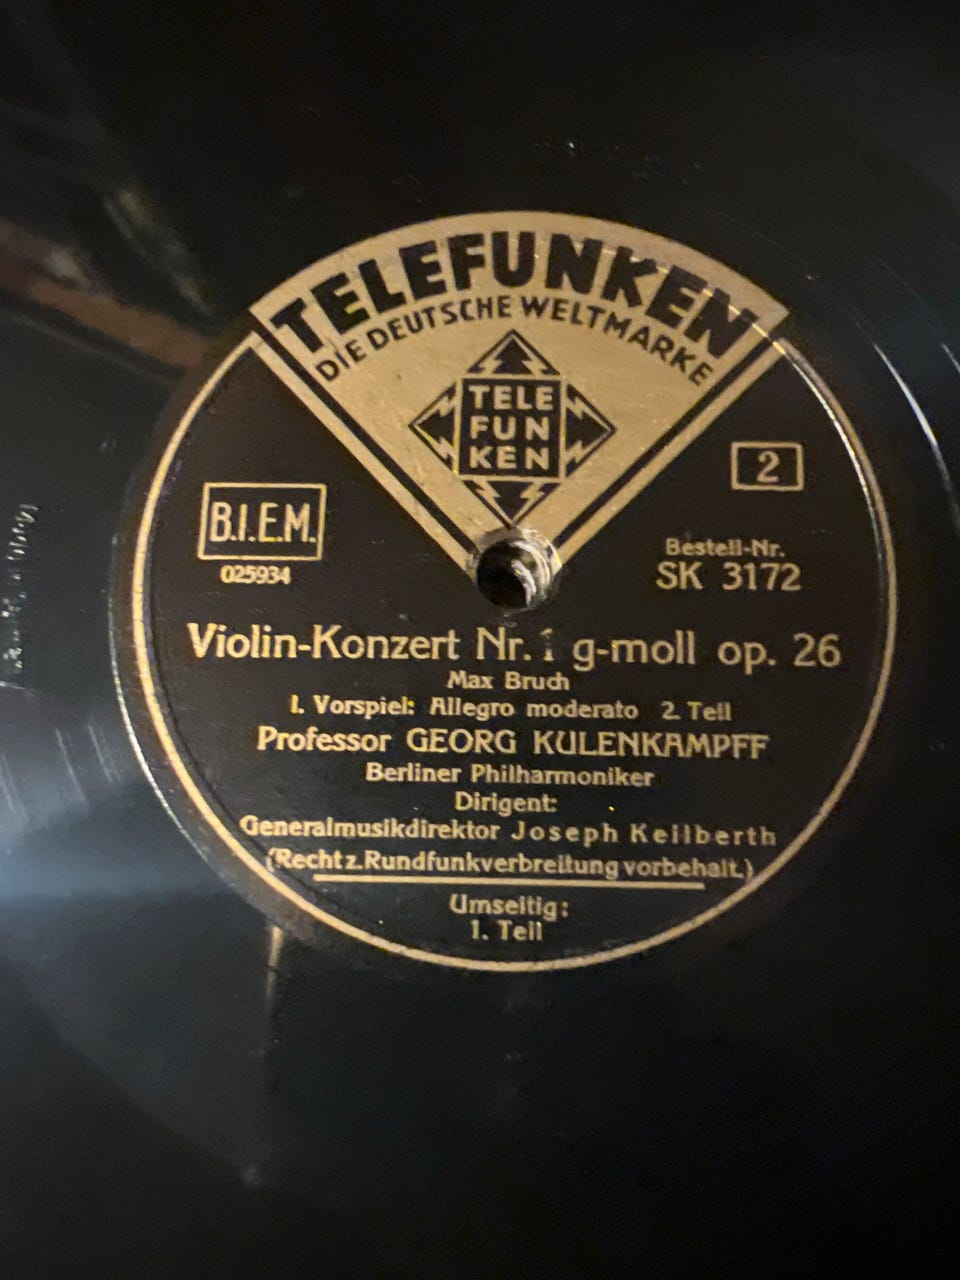 TELEFUNKEN
DIE DEUTSCHE WELTMARKE
TELE
FUN
KEN
2
B.I.E.M.
025934
Bestell-Nr.
SK 3172
Violin-Konzert Nr. 1 g-moll op. 26
Max Bruch
1. Vorspiel: Allegro moderato 2. Teil
Professor GEORG KULENKAMPFF
Berliner Philharmoniker
Dirigent:
Generalmusikdirektor Joseph Keilberth
(Recht z. Rundfunkverbreitung vorbehalt.)
Umseitig:
1. Teil